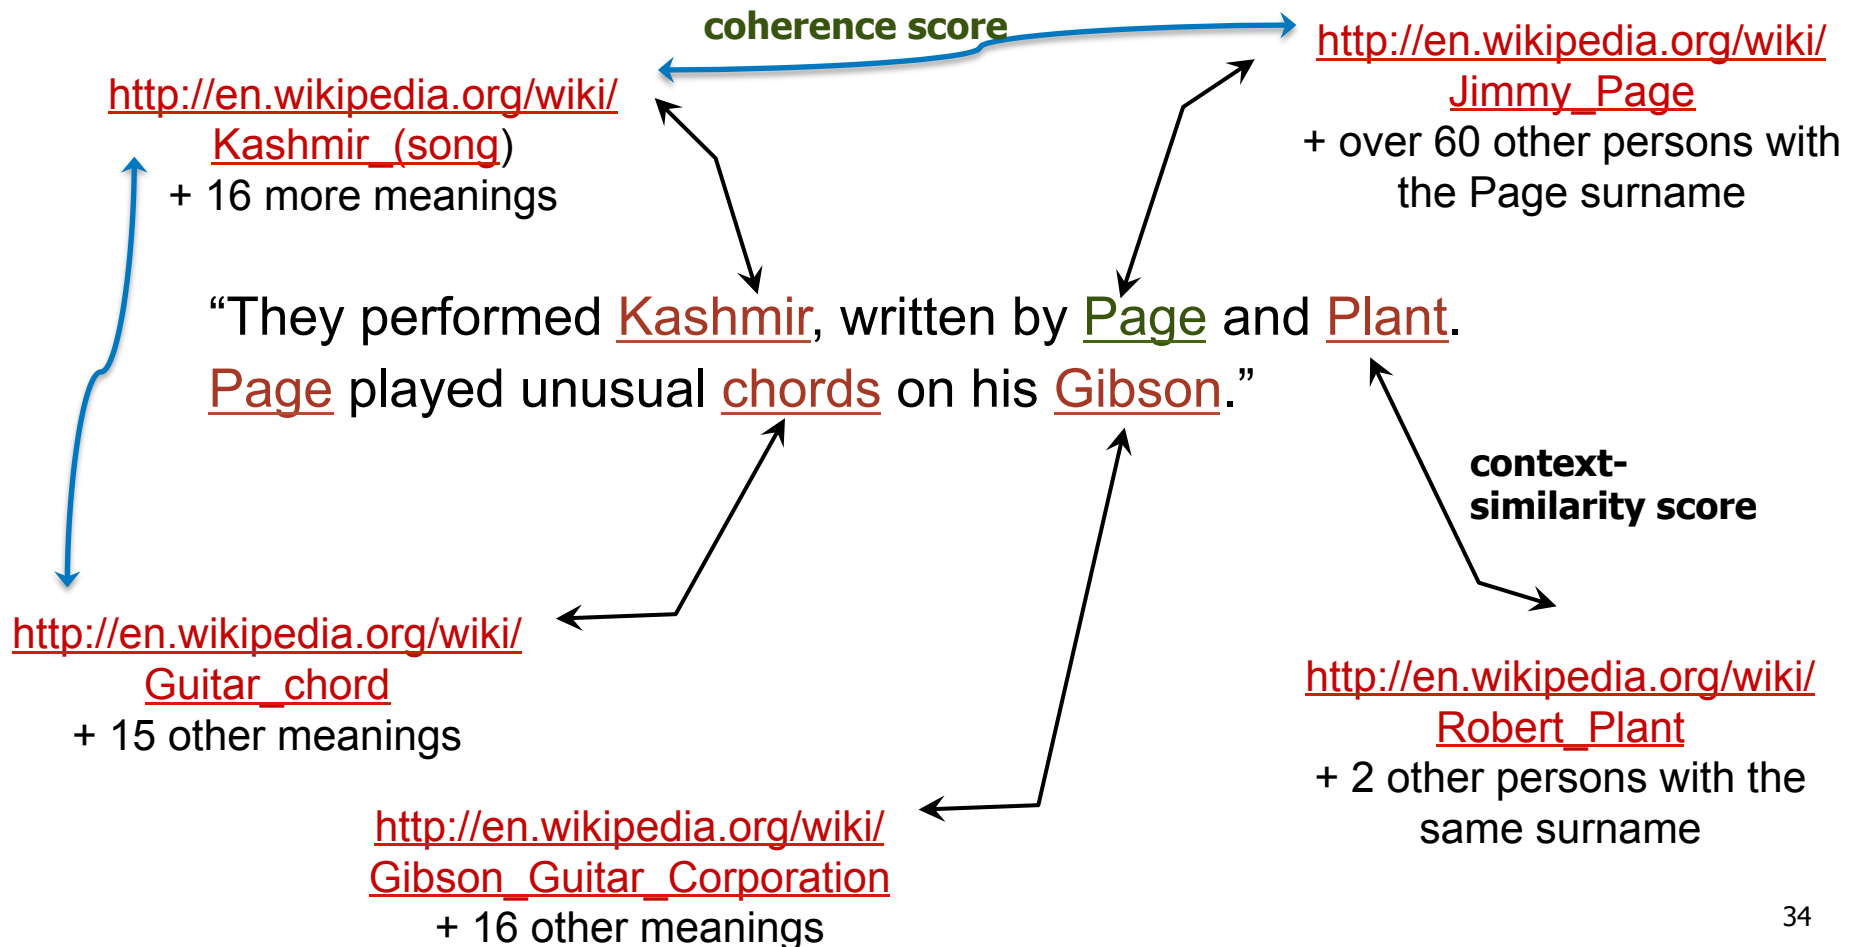 coherence score
http://en.wikipedia.org/wiki/
Kashmir_(song)
+ 16 more meanings
http://en.wikipedia.org/wiki/
Jimmy_Page
+ over 60 other persons with
the Page surname
“They performed Kashmir, written by Page and Plant.
Page played unusual chords on his Gibson.”
context-
similarity score
http://en.wikipedia.org/wiki/
Guitar_chord
+ 15 other meanings
http://en.wikipedia.org/wiki/
Robert_Plant
+ 2 other persons with the
same surname
http://en.wikipedia.org/wiki/
Gibson_Guitar_Corporation
+ 16 other meanings
34